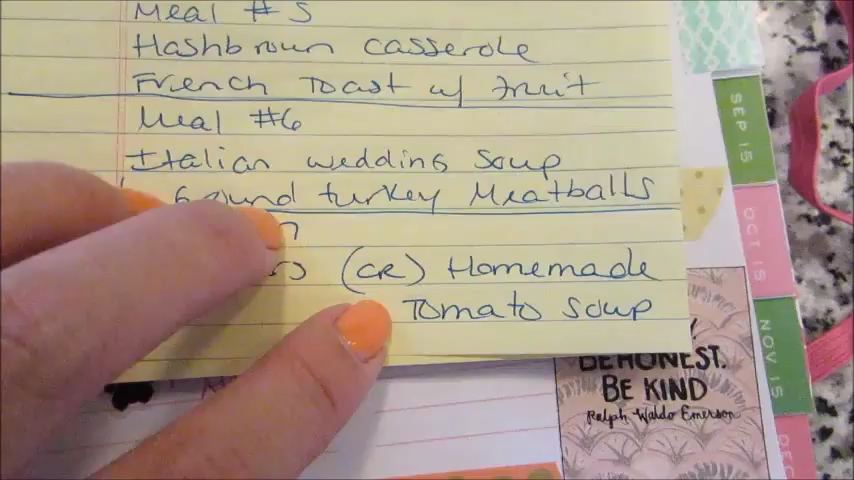 Meal #5
Hashbrown casserole
French Toast w/ fruit
Meal #6
Italian wedding Soup
Ground turkey Meatballs
(CR) Homemade
Tomato Soup
SEP 15
OCT 15
NOV 15
DEC
BE HONEST.
BE KIND
Ralph Waldo Emerson